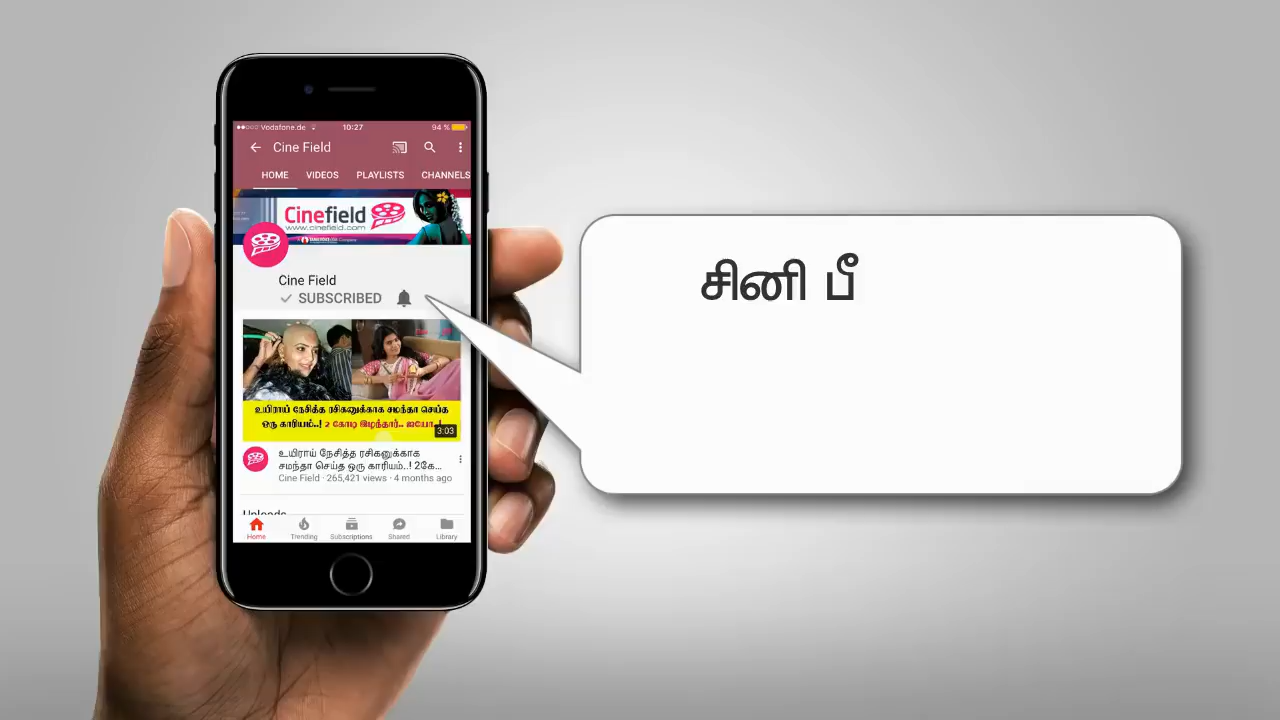 Vodafone.de 10:27 94 %
Cine Field
HOME VIDEOS PLAYLISTS CHANNELS
Cinefield
www.cinefield.com
Cine Field
SUBSCRIBED
உயிராய் நேசித்த ரசிகனுக்காக சமந்தா செய்த
ஒரு காரியம்..! 2 கோடி இழந்தார்.. ஐயோ..!
3:03
உயிராய் நேசித்த ரசிகனுக்காக
சமந்தா செய்த ஒரு காரியம்..! 2கே...
Cine Field · 265,421 views · 4 months ago
Uploads
Home Trending Subscriptions Shared Library
சினி பீ